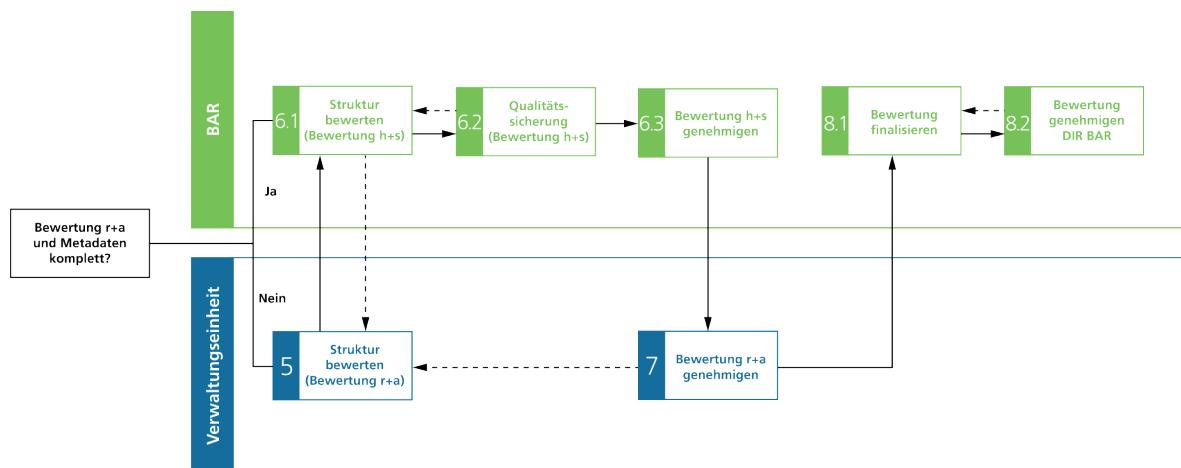 BAR
6.1
Struktur
bewerten
(Bewertung h+s)
6.2
Qualitäts-
sicherung
(Bewertung h+s)
6.3
Bewertung h+s
genehmigen
8.1
Bewertung
finalisieren
8.2
Bewertung
genehmigen
DIR BAR
Ja
Bewertung r+a
und Metadaten
komplett?
Nein
Verwaltungseinheit
5
Struktur
bewerten
(Bewertung r+a)
7
Bewertung r+a
genehmigen